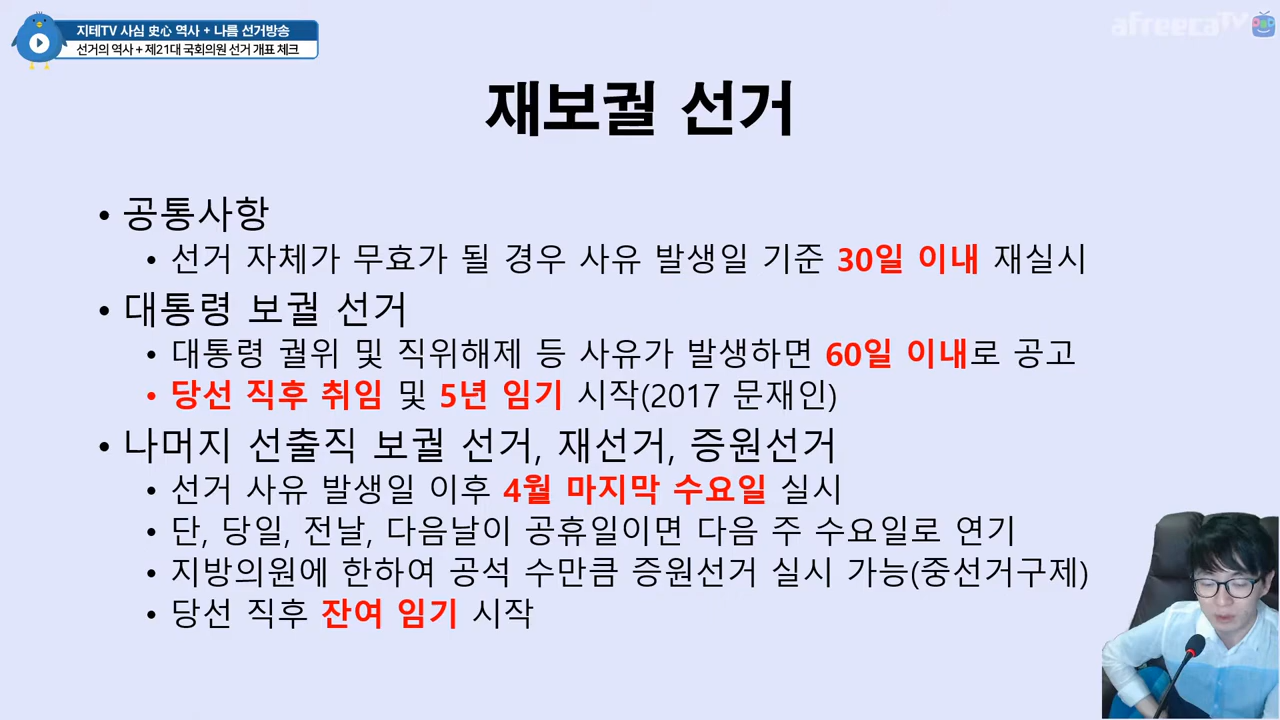 지테TV 사심 史心 역사 + 나름 선거방송
선거의 역사 + 제21대 국회의원 선거 개표 체크
afreecaTV
재보궐 선거
• 공통사항
• 선거 자체가 무효가 될 경우 사유 발생일 기준 30일 이내 재실시
• 대통령 보궐 선거
• 대통령 궐위 및 직위해제 등 사유가 발생하면 60일 이내로 공고
• 당선 직후 취임 및 5년 임기 시작(2017 문재인)
• 나머지 선출직 보궐 선거, 재선거, 증원선거
• 선거 사유 발생일 이후 4월 마지막 수요일 실시
• 단, 당일, 전날, 다음날이 공휴일이면 다음 주 수요일로 연기
• 지방의원에 한하여 공석 수만큼 증원선거 실시 가능(중선거구제)
• 당선 직후 잔여 임기 시작